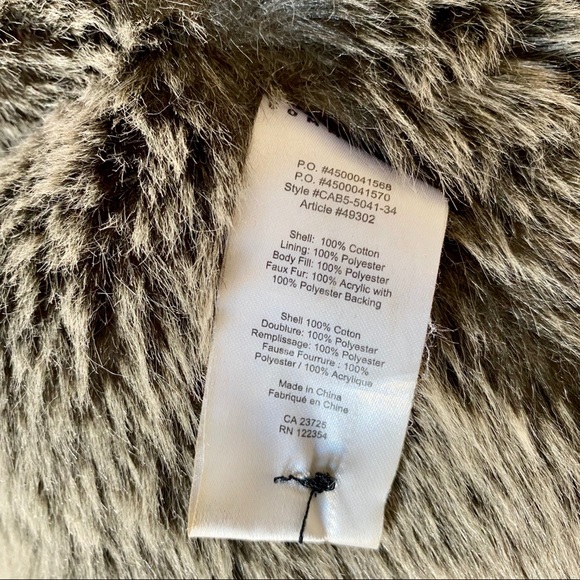 P.O. #4500041568
P.O. #4500041570
Style #CAB5-5041-34
Article #49302
Shell: 100% Cotton
Lining: 100% Polyester
Body Fill: 100% Polyester
Faux Fur: 100% Acrylic with
100% Polyester Backing
Shell 100% Coton
Doublure: 100% Polyester
Remplissage: 100% Polyester
Fausse Fourrure : 100%
Polyester / 100% Acrylique
Made in China
Fabriqué en Chine
CA 23725
RN 122354